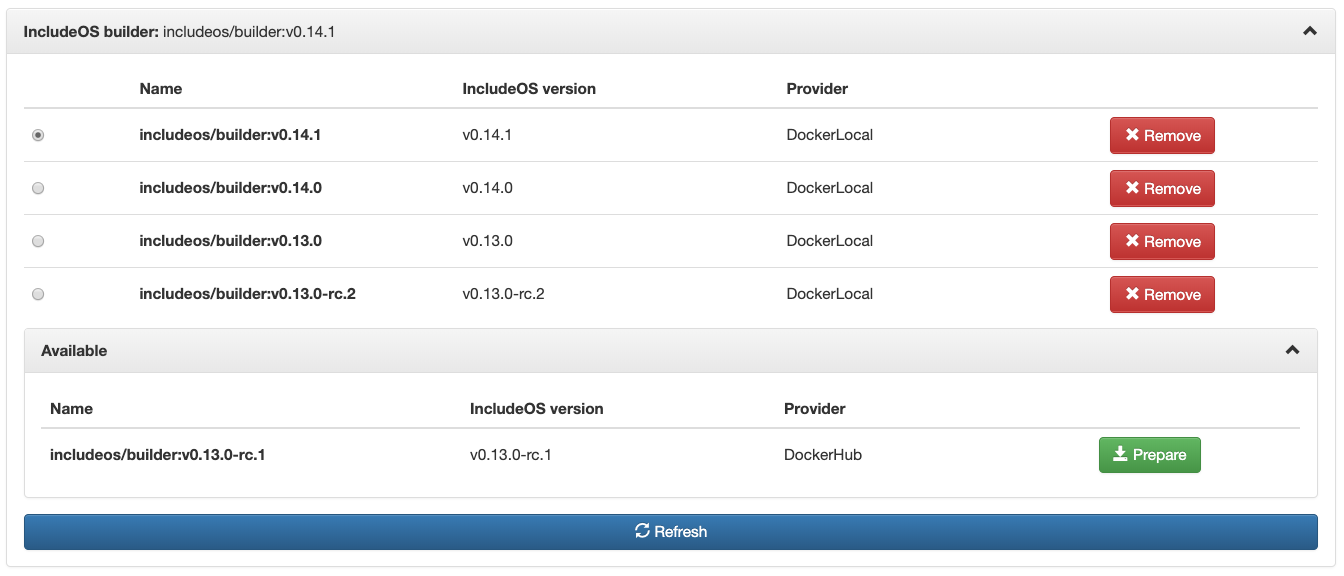 IncludeOS builder: includeos/builder:v0.14.1
Name IncludeOS version Provider
includeos/builder:v0.14.1 v0.14.1 DockerLocal Remove
includeos/builder:v0.14.0 v0.14.0 DockerLocal Remove
includeos/builder:v0.13.0 v0.13.0 DockerLocal Remove
includeos/builder:v0.13.0-rc.2 v0.13.0-rc.2 DockerLocal Remove
Available
Name IncludeOS version Provider
includeos/builder:v0.13.0-rc.1 v0.13.0-rc.1 DockerHub Prepare
Refresh